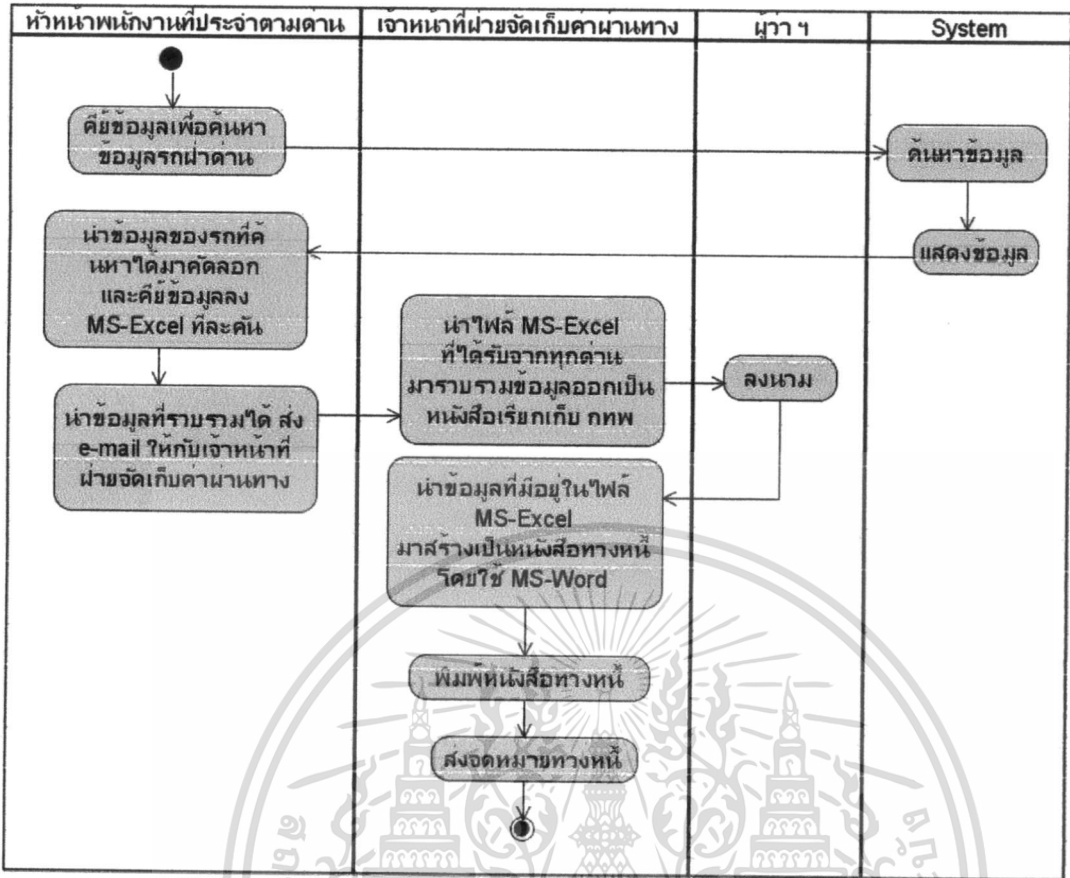 หัวหน้าพนักงานที่ประจำตามด่าน
เจ้าหน้าที่ฝ่ายจัดเก็บค่าผ่านทาง
ผู้ว่า ฯ
System
คีย์ข้อมูลเพื่อค้นหา
ข้อมูลรถฝ่าด่าน
ค้นหาข้อมูล
แสดงข้อมูล
นำข้อมูลของรถที่ค้
นหาได้มาคัดลอก
และคีย์ข้อมูลลง
MS-Excel ทีละคัน
นำข้อมูลที่ราบรามได้ ส่ง
e-mail ให้กับเจ้าหน้าที่
ฝ่ายจัดเก็บค่าผ่านทาง
นำไฟล์ MS-Excel
ที่ได้รับจากทุกด่าน
มาราบรามข้อมูลออกเป็น
หนังสือเรียกเก็บ กทพ
ลงนาม
นำข้อมูลที่มีอยู่ในไฟล์
MS-Excel
มาสร้างเป็นหนังสือทางหนี้
โดยใช้ MS-Word
พิมพ์หนังสือทางหนี้
ส่งจดหมายทวงหนี้